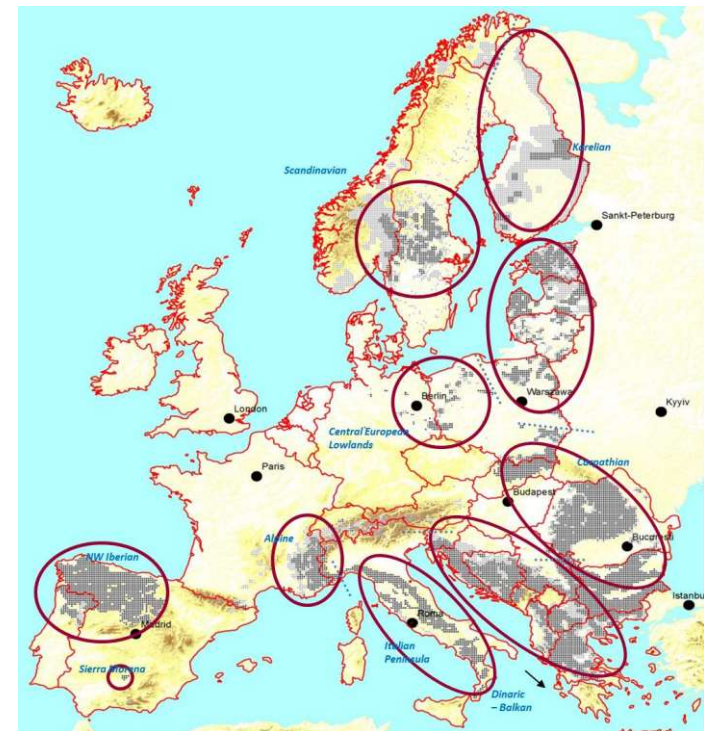 Karelian
Scandinavian
Sankt-Peterburg
Berlin
Warszawa
Kyyiv
London
Central European
Lowlands
Paris
Carpathian
Budapest
Alpine
Bucuresti
NW Iberian
Istanbul
Roma
Madrid
Italian
Peninsula
Sierra Morena
Dinaric
– Balkan